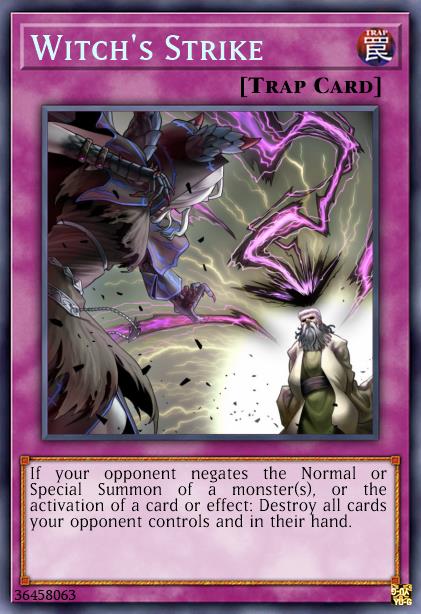 Witch's Strike
TRAP
罠
[Trap Card]
If your opponent negates the Normal or
Special Summon of a monster(s), or the
activation of a card or effect: Destroy all cards
your opponent controls and in their hand.
36458063